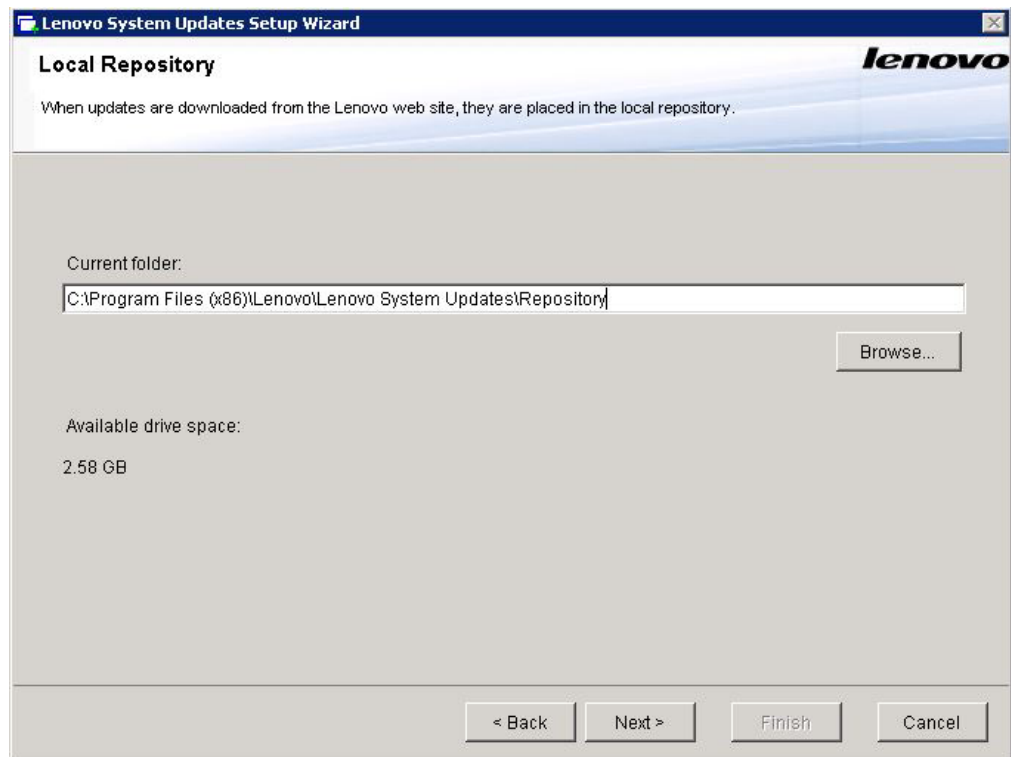 Lenovo System Updates Setup Wizard
Local Repository
lenovo
When updates are downloaded from the Lenovo web site, they are placed in the local repository.
Current folder:
C:\Program Files (x86)\Lenovo\Lenovo System Updates\Repository
Browse...
Available drive space:
2.58 GB
< Back
Next >
Finish
Cancel